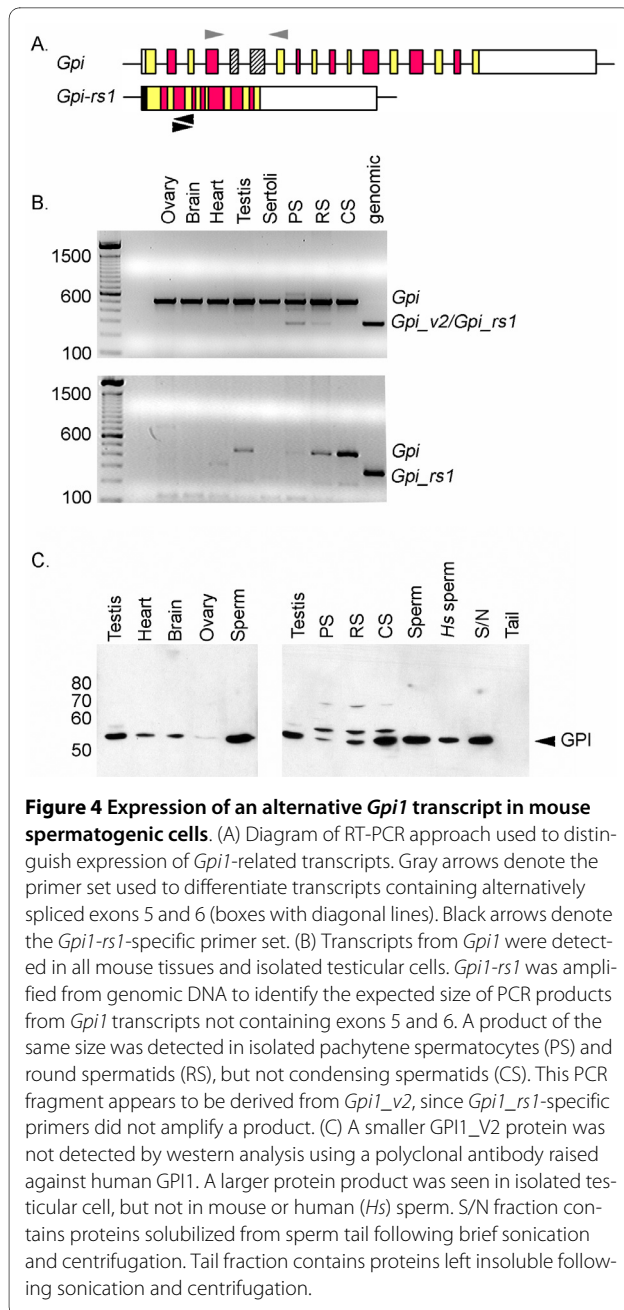 A.
Gpi
Gpi-rs1
B.
Ovary
Brain
Heart
Testis
Sertoli
PS
RS
CS
genomic
1500
600
100
Gpi
Gpi_v2/Gpi_rs1
1500
600
100
Gpi
Gpi_rs1
C.
Testis
Heart
Brain
Ovary
Sperm
Testis
PS
RS
CS
Sperm
Hs sperm
S/N
Tail
80
70
60
50
GPI
Figure 4 Expression of an alternative Gpi1 transcript in mouse
spermatogenic cells. (A) Diagram of RT-PCR approach used to distin-
guish expression of Gpi1-related transcripts. Gray arrows denote the
primer set used to differentiate transcripts containing alternatively
spliced exons 5 and 6 (boxes with diagonal lines). Black arrows denote
the Gpi1-rs1-specific primer set. (B) Transcripts from Gpi1 were detect-
ed in all mouse tissues and isolated testicular cells. Gpi1-rs1 was ampli-
fied from genomic DNA to identify the expected size of PCR products
from Gpi1 transcripts not containing exons 5 and 6. A product of the
same size was detected in isolated pachytene spermatocytes (PS) and
round spermatids (RS), but not condensing spermatids (CS). This PCR
fragment appears to be derived from Gpi1_v2, since Gpi1_rs1-specific
primers did not amplify a product. (C) A smaller GPI1_V2 protein was
not detected by western analysis using a polyclonal antibody raised
against human GPI1. A larger protein product was seen in isolated tes-
ticular cell, but not in mouse or human (Hs) sperm. S/N fraction con-
tains proteins solubilized from sperm tail following brief sonication
and centrifugation. Tail fraction contains proteins left insoluble follow-
ing sonication and centrifugation.